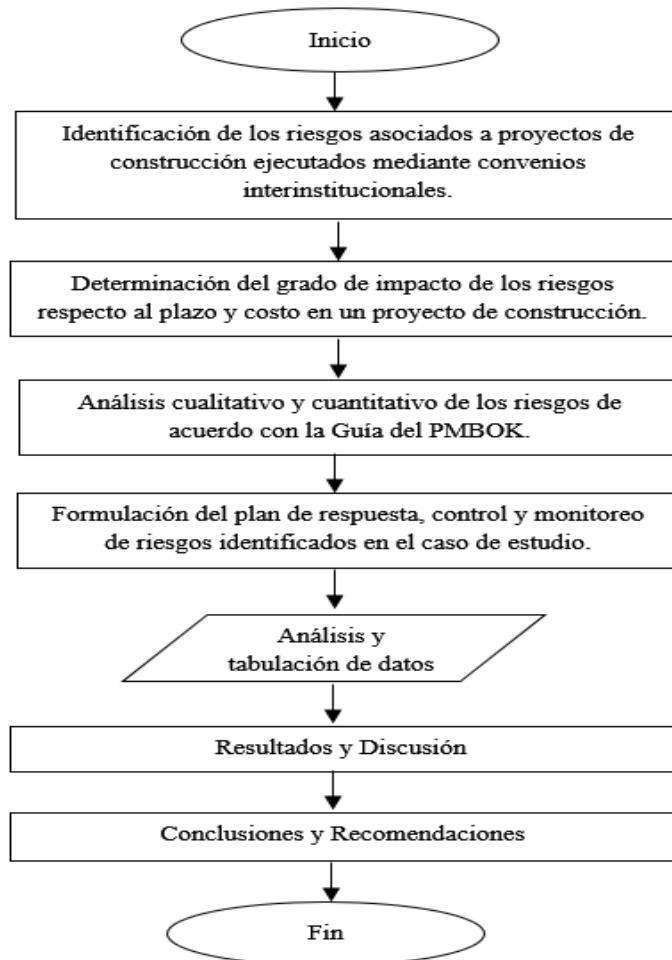 Inicio
Identificación de los riesgos asociados a proyectos de
construcción ejecutados mediante convenios
interinstitucionales.
Determinación del grado de impacto de los riesgos
respecto al plazo y costo en un proyecto de construcción.
Análisis cualitativo y cuantitativo de los riesgos de
acuerdo con la Guía del PMBOK.
Formulación del plan de respuesta, control y monitoreo
de riesgos identificados en el caso de estudio.
Análisis y
tabulación de datos
Resultados y Discusión
Conclusiones y Recomendaciones
Fin